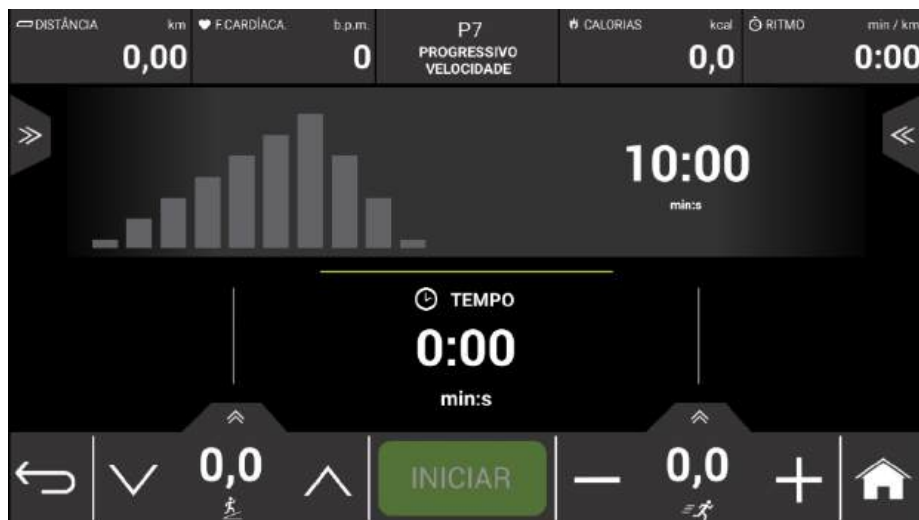 DISTÂNCIA km
0,00
F.CARDÍACA. b.p.m.
0
P7
PROGRESSIVO
VELOCIDADE
CALORIAS kcal
0,0
RITMO min / km
0:00
10:00
min:s
TEMPO
0:00
min:s
0,0
INICIAR
0,0